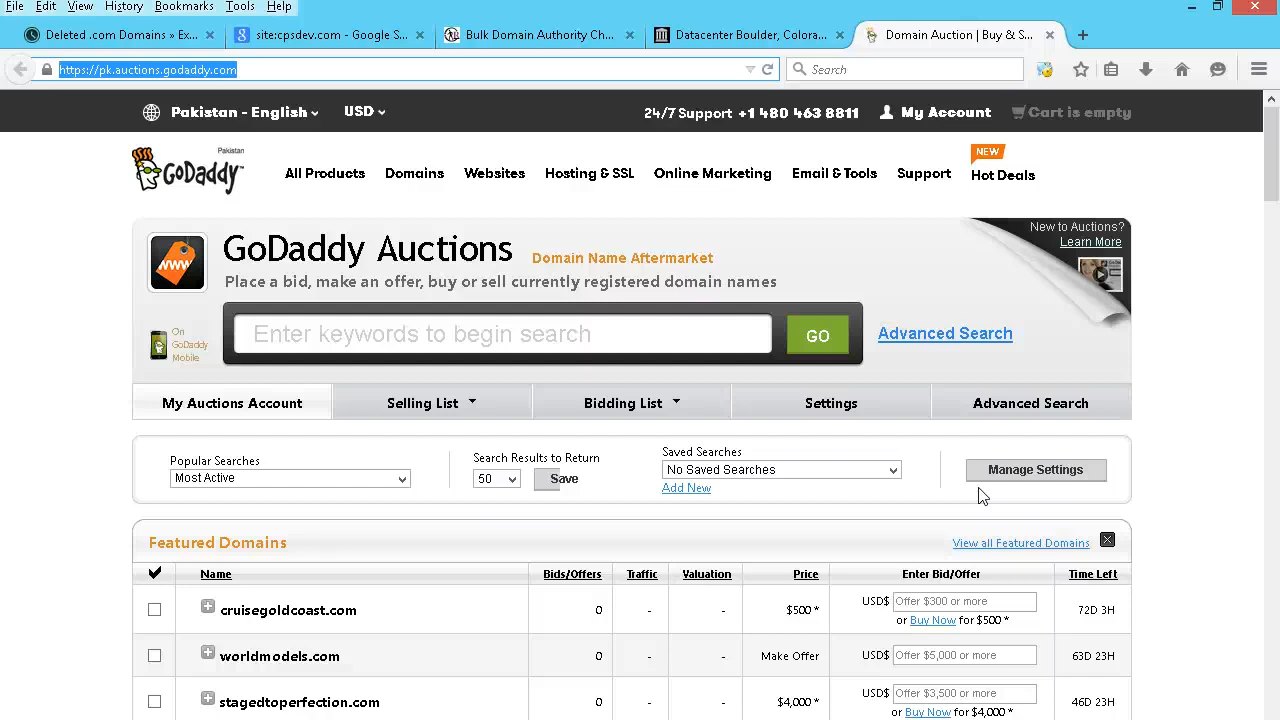 File Edit View History Bookmarks Tools Help
Deleted .com Domains » Ex... × site:cpsdev.com - Google S... × Bulk Domain Authority Ch... × Datacenter Boulder, Colora... × Domain Auction | Buy & S... × +
https://pk.auctions.godaddy.com Search
Pakistan - English USD 24/7 Support +1 480 463 8811 My Account Cart is empty
Pakistan
GoDaddy™ All Products Domains Websites Hosting & SSL Online Marketing Email & Tools Support NEW Hot Deals
New to Auctions?
Learn More
WWW
GoDaddy Auctions Domain Name Aftermarket
Place a bid, make an offer, buy or sell currently registered domain names
On GoDaddy Mobile
Enter keywords to begin search GO Advanced Search
My Auctions Account Selling List Bidding List Settings Advanced Search
Popular Searches Search Results to Return Saved Searches
Most Active 50 Save No Saved Searches Manage Settings
Add New
Featured Domains View all Featured Domains
Name Bids/Offers Traffic Valuation Price Enter Bid/Offer Time Left
cruisegoldcoast.com 0 - - $500 * USD$ Offer $300 or more 72D 3H
or Buy Now for $500 *
worldmodels.com 0 - - Make Offer USD$ Offer $5,000 or more 63D 23H
stagedtoperfection.com 0 - - $4,000 * USD$ Offer $3,500 or more 46D 23H
or Buy Now for $4,000 *